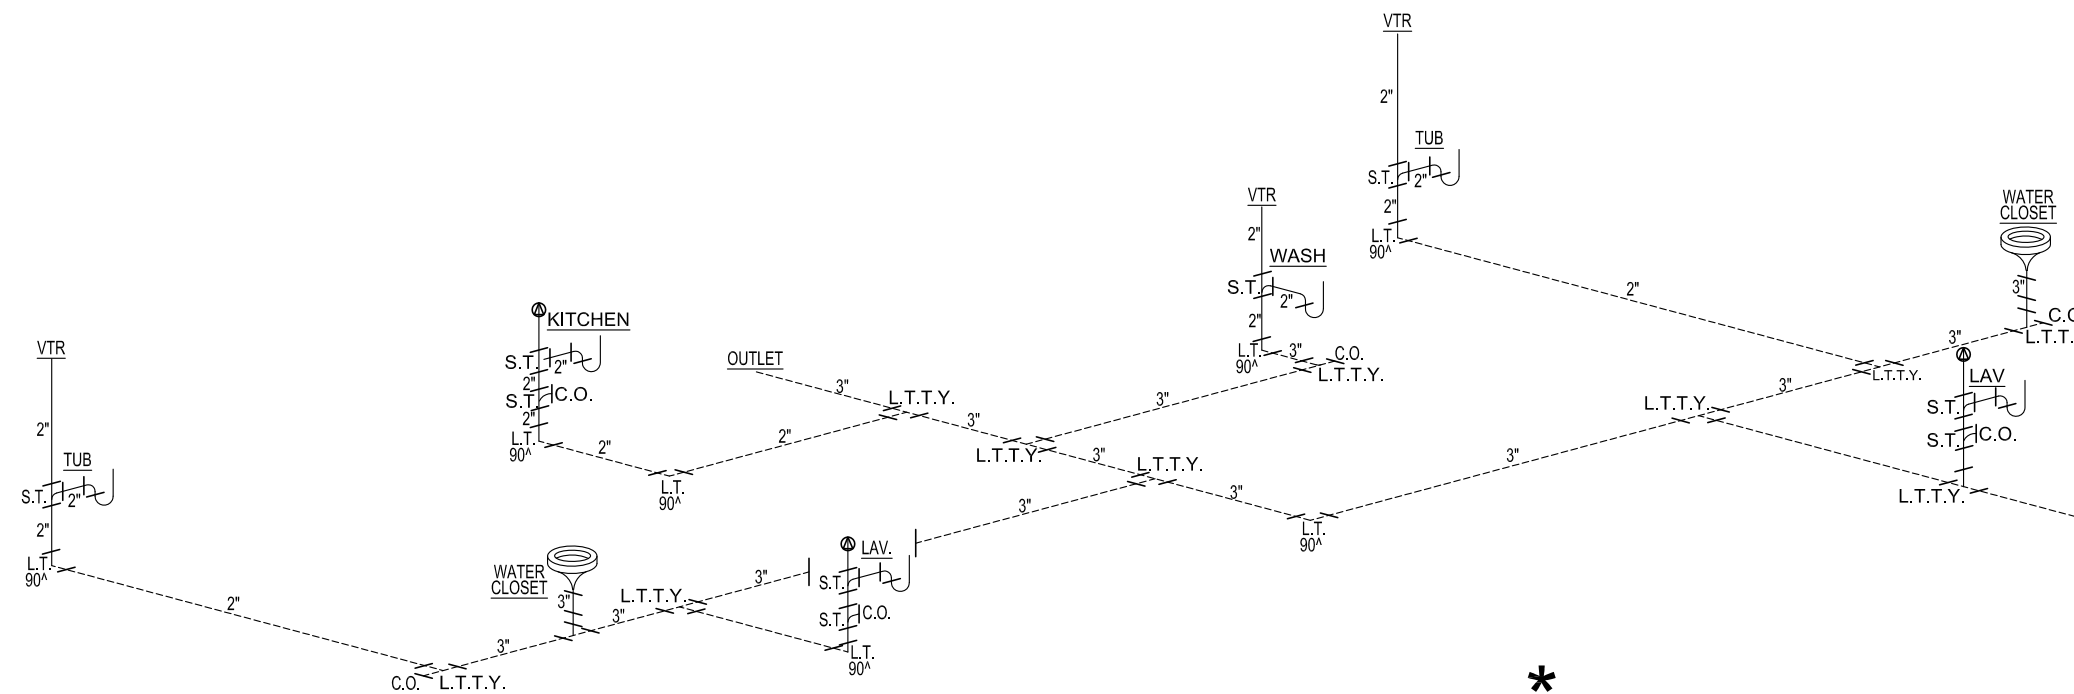 VTR
2"
TUB
S.T.
2"
2"
L.T.
90^
2"
VTR
2"
WASH
S.T.
2"
2"
L.T.
90^
3"
C.O.
L.T.T.Y.
WATER
CLOSET
3"
C.O
L.T.T.
3"
L.T.T.Y.
KITCHEN
S.T.
2"
2"
S.T.
C.O.
2"
L.T.
90^
2"
L.T.
90^
2"
OUTLET
3"
L.T.T.Y.
3"
L.T.T.Y.
3"
3"
L.T.T.Y.
3"
3"
L.T.
90^
3"
L.T.T.Y.
3"
LAV
S.T.
S.T.
C.O.
L.T.T.Y.
VTR
2"
TUB
S.T.
2"
2"
L.T.
90^
2"
C.O.
L.T.T.Y.
3"
WATER
CLOSET
3"
3"
L.T.T.Y.
3"
LAV.
S.T.
S.T.
C.O.
L.T.
90^
*